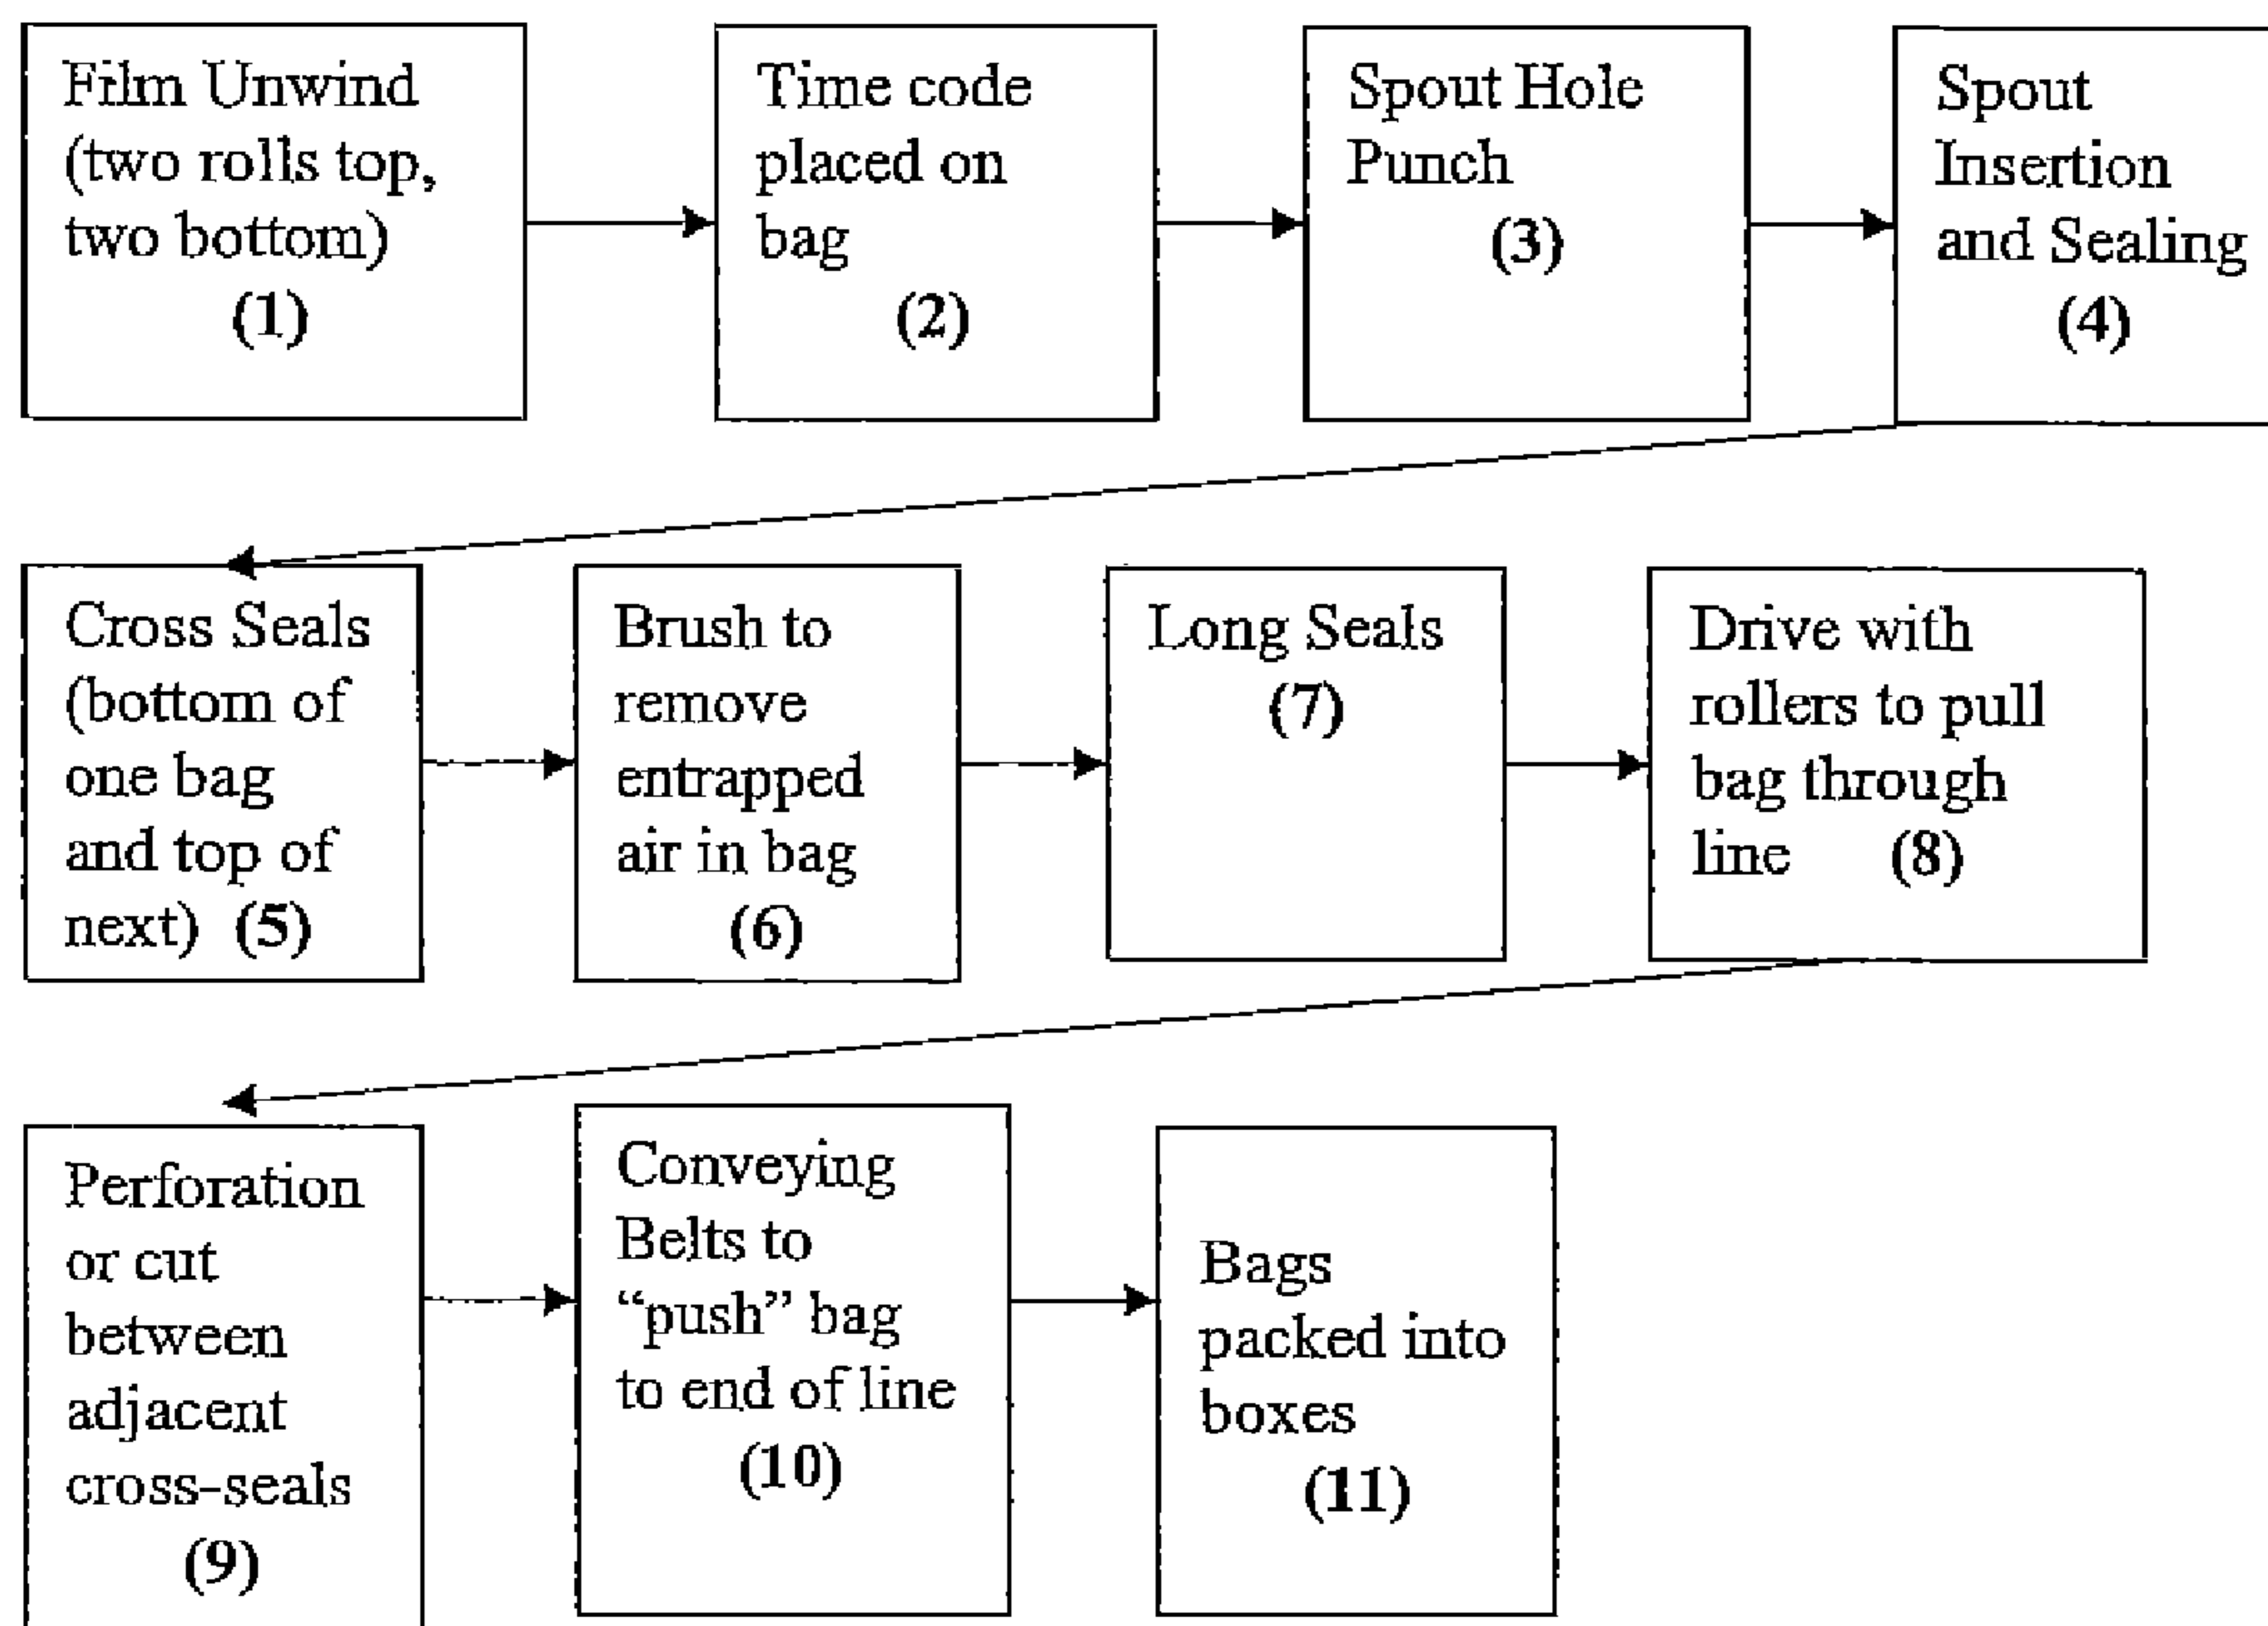 Film Unwind
(two rolls top,
two bottom)
(1)
Time code
placed on
bag
(2)
Spout Hole
Punch
(3)
Spout
Insertion
and Sealing
(4)
Cross Seals
(bottom of
one bag
and top of
next) (5)
Brush to
remove
entrapped
air in bag
(6)
Long Seals
(7)
Drive with
rollers to pull
bag through
line (8)
Perforation
or cut
between
adjacent
cross-seals
(9)
Conveying
Belts to
“push” bag
to end of line
(10)
Bags
packed into
boxes
(11)